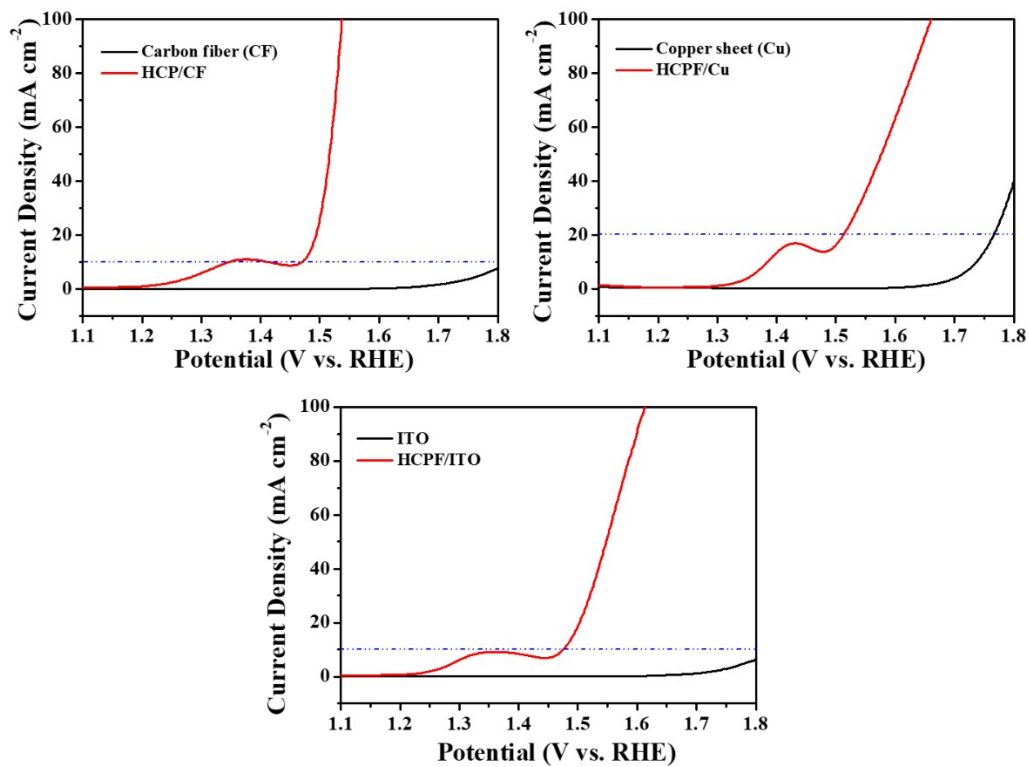 Current Density (mA cm-2)
100
80
60
40
20
0
Carbon fiber (CF)
HCP/CF
1.1 1.2 1.3 1.4 1.5 1.6 1.7 1.8
Potential (V vs. RHE)
Current Density (mA cm-2)
100
80
60
40
20
0
Copper sheet (Cu)
HCPF/Cu
1.1 1.2 1.3 1.4 1.5 1.6 1.7 1.8
Potential (V vs. RHE)
Current Density (mA cm-2)
100
80
60
40
20
0
ITO
HCPF/ITO
1.1 1.2 1.3 1.4 1.5 1.6 1.7 1.8
Potential (V vs. RHE)